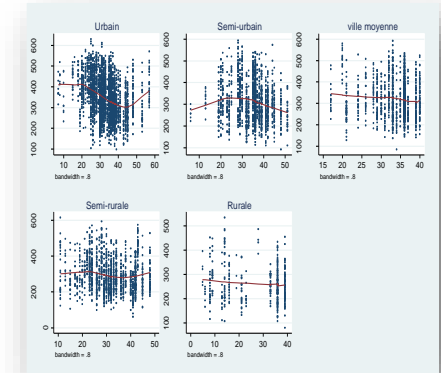 Urbain
600
500
400
300
200
100
10 20 30 40 50 60
bandwidth = .8
Semi-urbain
600
500
400
300
200
100
0 10 20 30 40 50
bandwidth = .8
ville moyenne
600
500
400
300
200
100
15 20 25 30 35 40
bandwidth = .8
Semi-rurale
600
400
200
0
10 20 30 40 50
bandwidth = .8
Rurale
500
400
300
200
100
0 10 20 30 40
bandwidth = .8